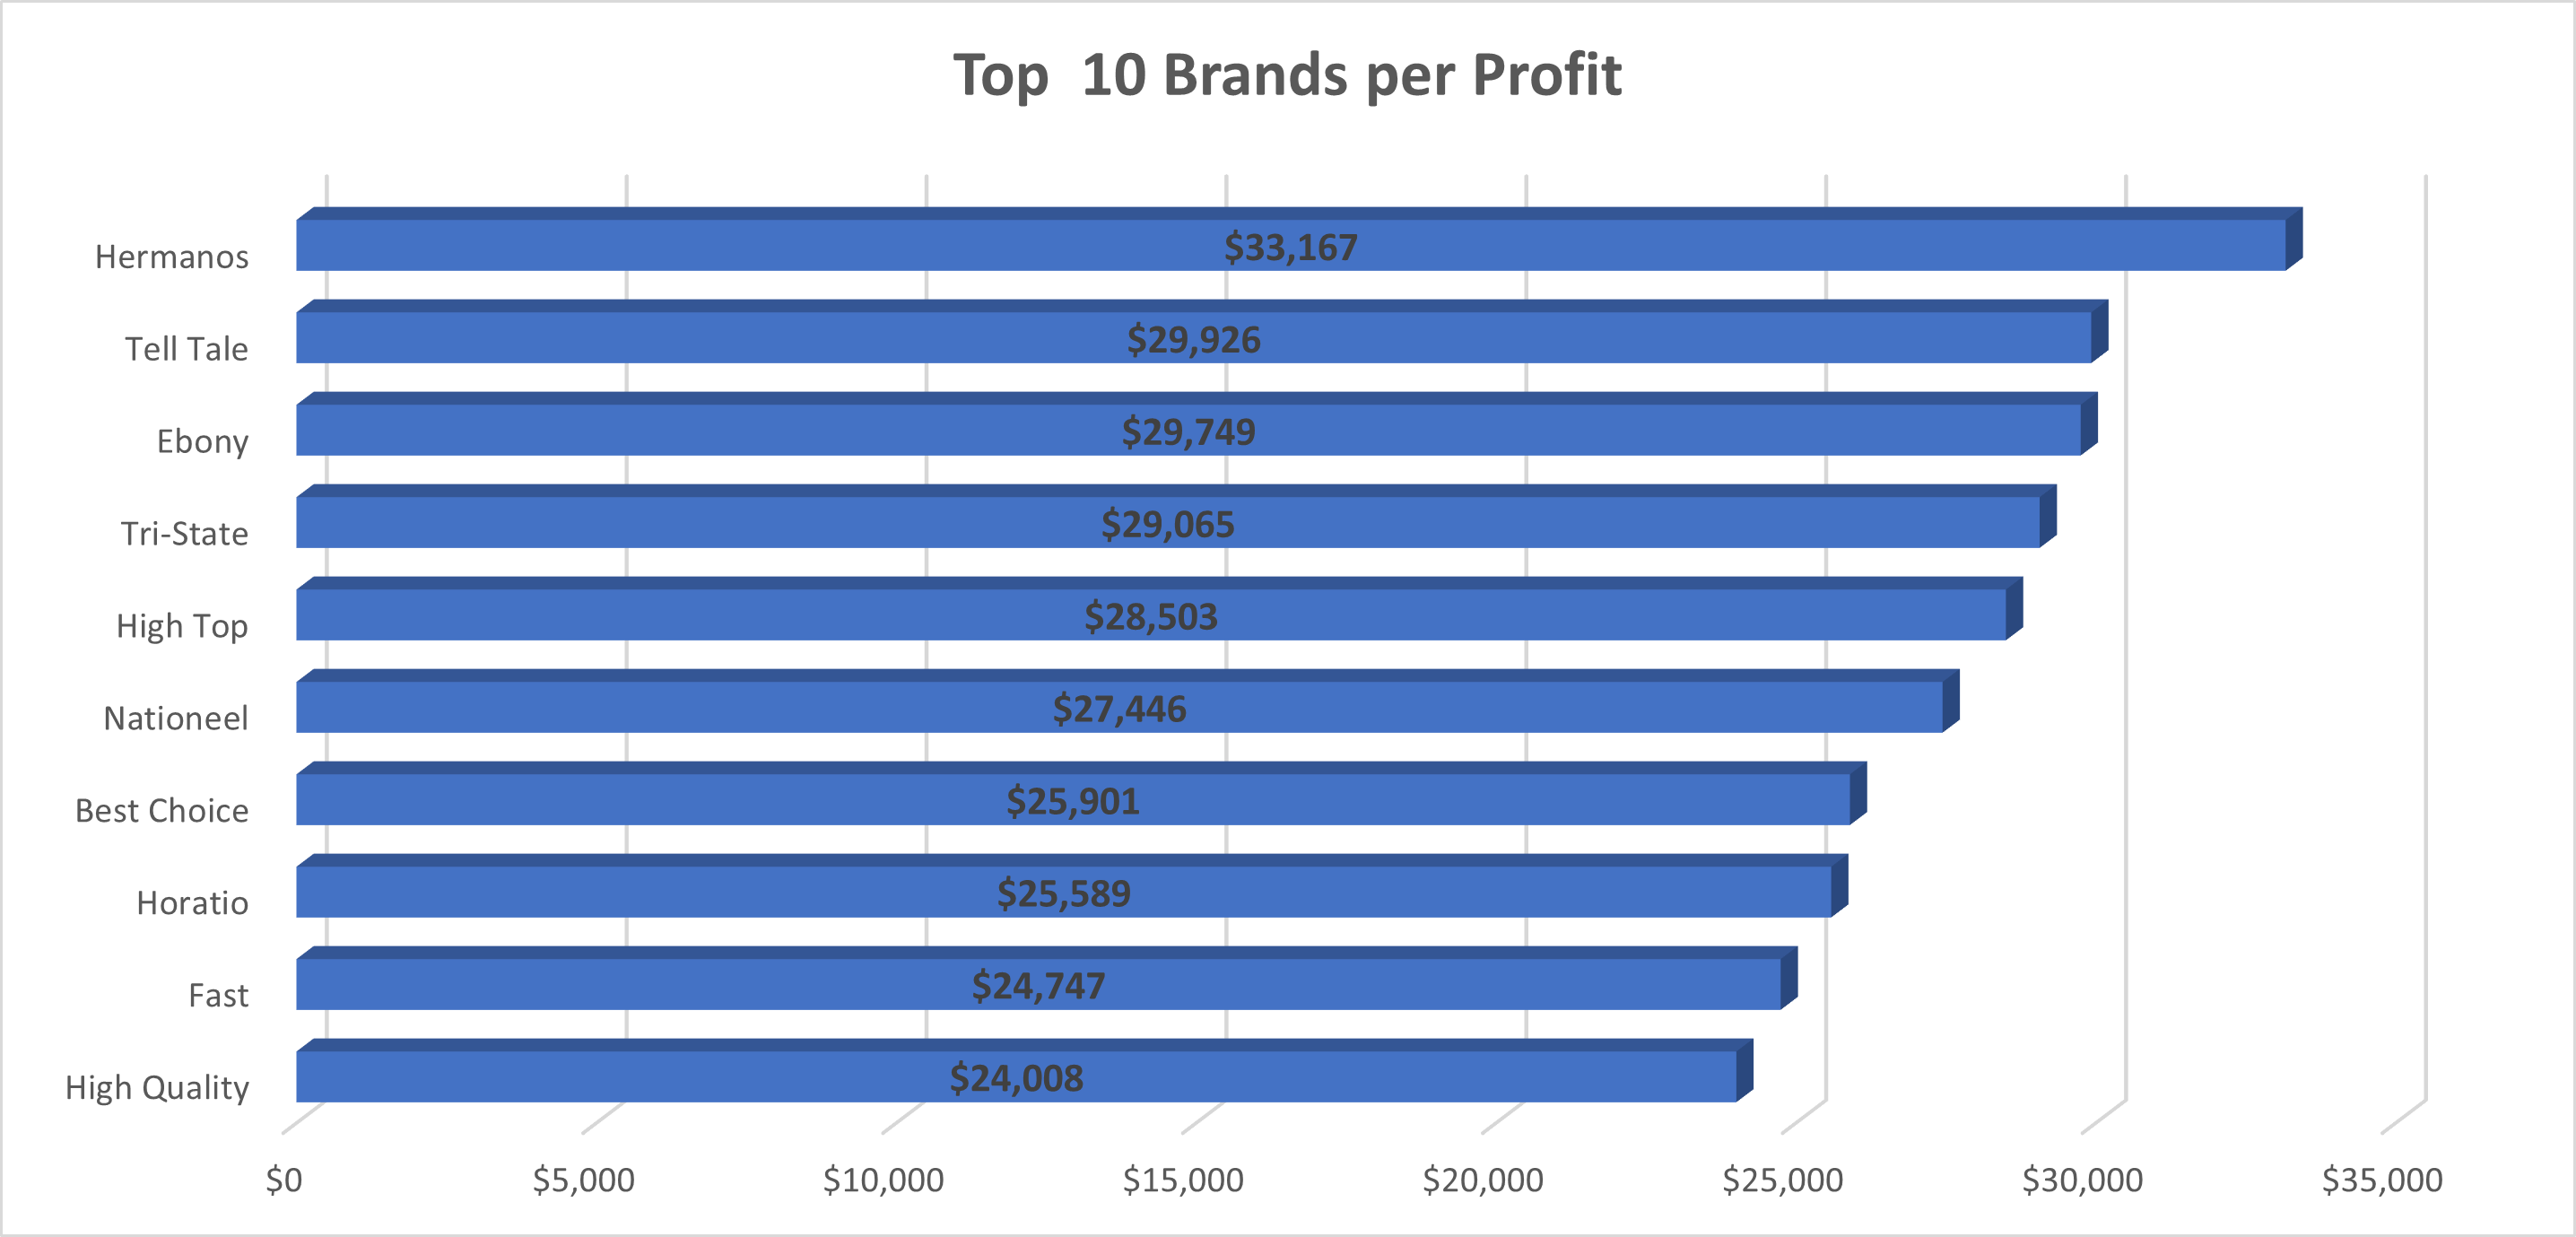 Top  10 Brands per Profit
Hermanos $33,167
Tell Tale $29,926
Ebony $29,749
Tri-State $29,065
High Top $28,503
Nationeel $27,446
Best Choice $25,901
Horatio $25,589
Fast $24,747
High Quality $24,008
$0 $5,000 $10,000 $15,000 $20,000 $25,000 $30,000 $35,000